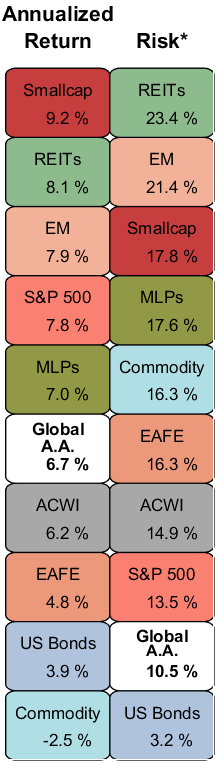 Annualized
Return Risk*
Smallcap REITs
9.2 % 23.4 %
REITs EM
8.1 % 21.4 %
EM Smallcap
7.9 % 17.8 %
S&P 500 MLPs
7.8 % 17.6 %
MLPs Commodity
7.0 % 16.3 %
Global
A.A. EAFE
6.7 % 16.3 %
ACWI ACWI
6.2 % 14.9 %
EAFE S&P 500
4.8 % 13.5 %
US Bonds Global
A.A.
3.9 % 10.5 %
Commodity US Bonds
-2.5 % 3.2 %